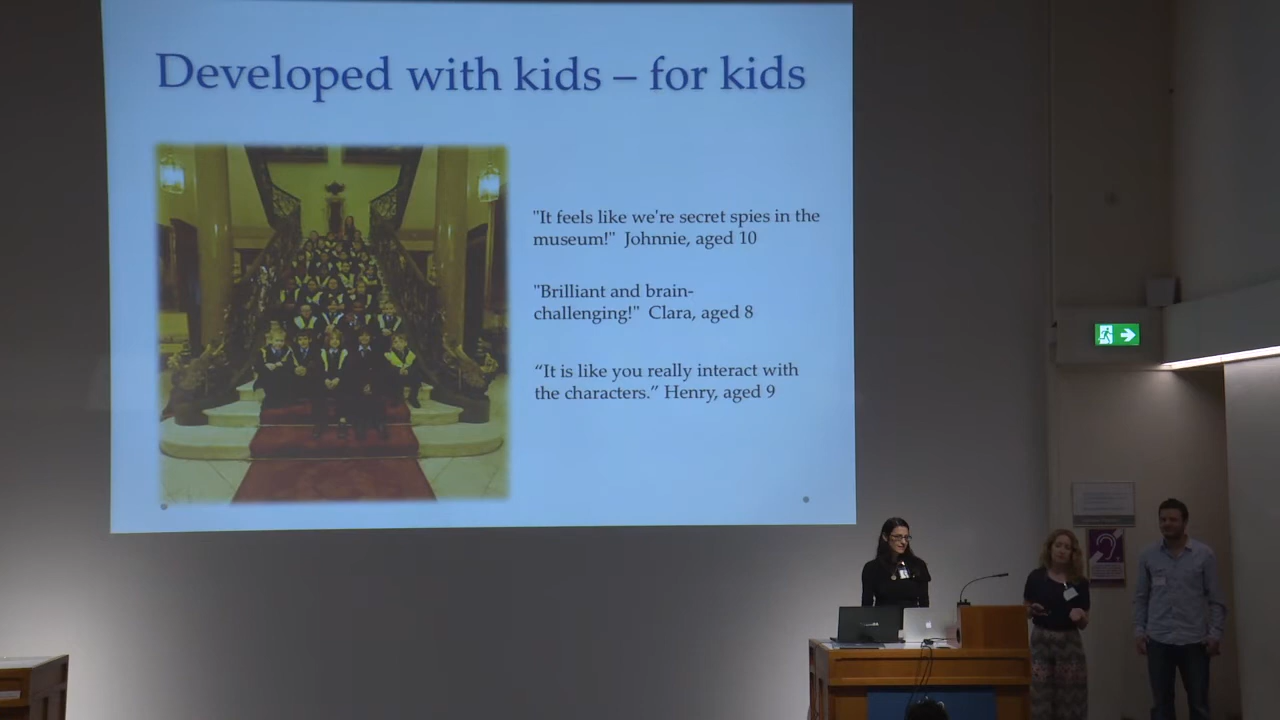 Developed with kids – for kids
"It feels like we're secret spies in the
museum!" Johnnie, aged 10
"Brilliant and brain-
challenging!" Clara, aged 8
“It is like you really interact with
the characters.” Henry, aged 9